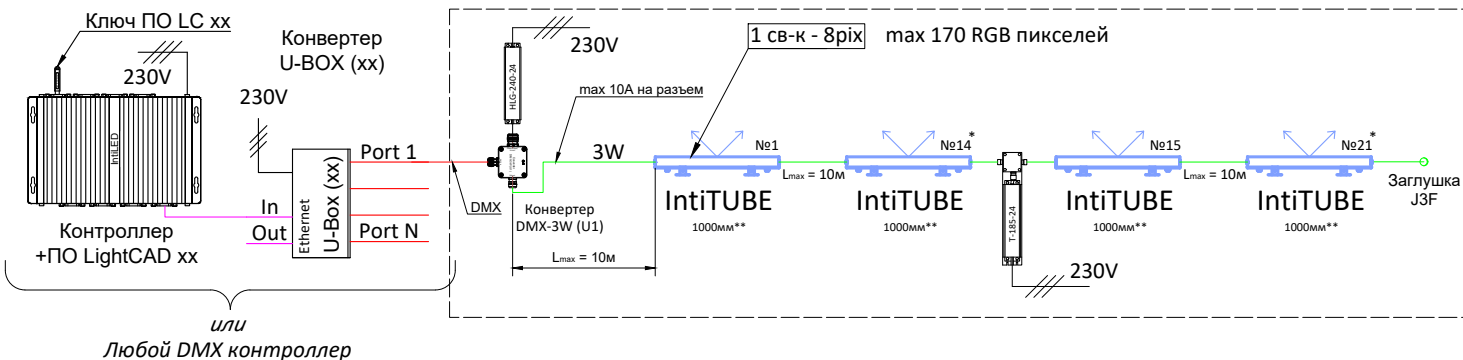 Ключ ПО LC xx
230V
IntiLED
Контроллер
+ПО LightCAD xx
Конвертер
U-BOX (xx)
230V
Ethernet
U-Box (xx)
In
Out
Port 1
Port N
или
Любой DMX контроллер
DMX
230V
HLG-240-24
max 10A на разъем
3W
Конвертер
DMX-3W (U1)
Lmax = 10м
1 св-к - 8pix
max 170 RGB пикселей
№1
IntiTUBE
1000мм**
Lmax = 10м
№14*
IntiTUBE
1000мм**
T-185-24
230V
№15
IntiTUBE
1000мм**
Lmax = 10м
№21*
IntiTUBE
1000мм**
Заглушка
J3F